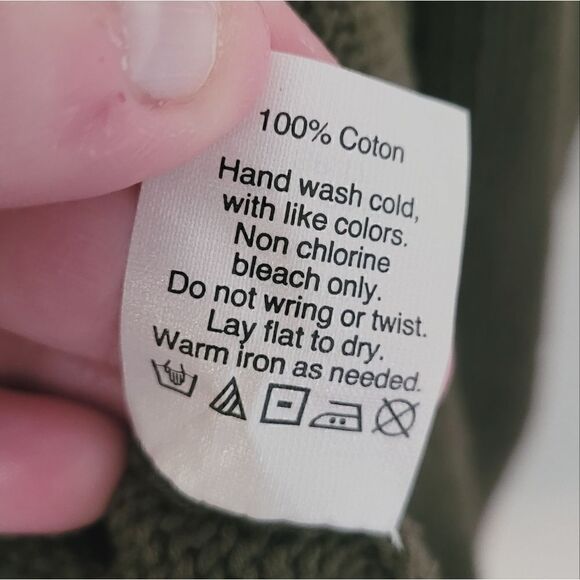 100% Coton
Hand wash cold,
with like colors.
Non chlorine
bleach only.
Do not wring or twist.
Lay flat to dry.
Warm iron as needed.